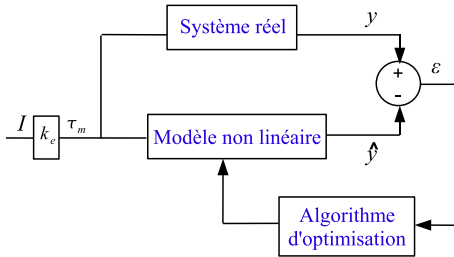 Système réel
y
+
ε
-
I
k_e
τ_m
Modèle non linéaire
ŷ
Algorithme
d'optimisation